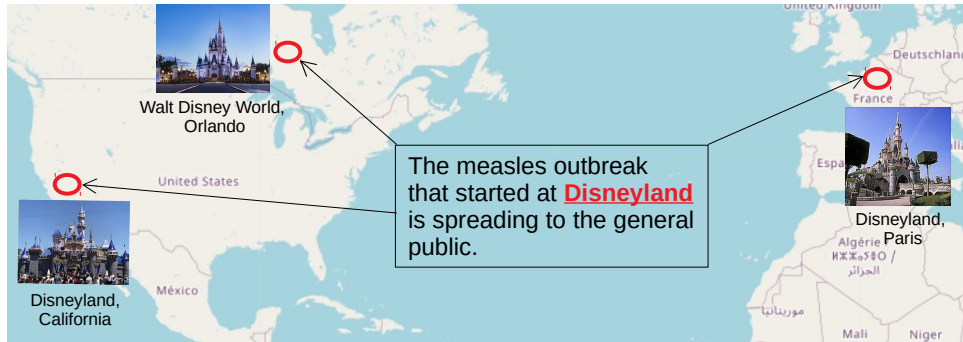 United Kingdom
Deutschland
France
Walt Disney World,
Orlando
The measles outbreak
that started at Disneyland
is spreading to the general
public.
United States
Espa
Disneyland,
Paris
Algérie
ⵍⵣⵣⴰⵢⴻⵔ /
الجزائر
Disneyland,
California
México
موريتانيا
Mali
Niger